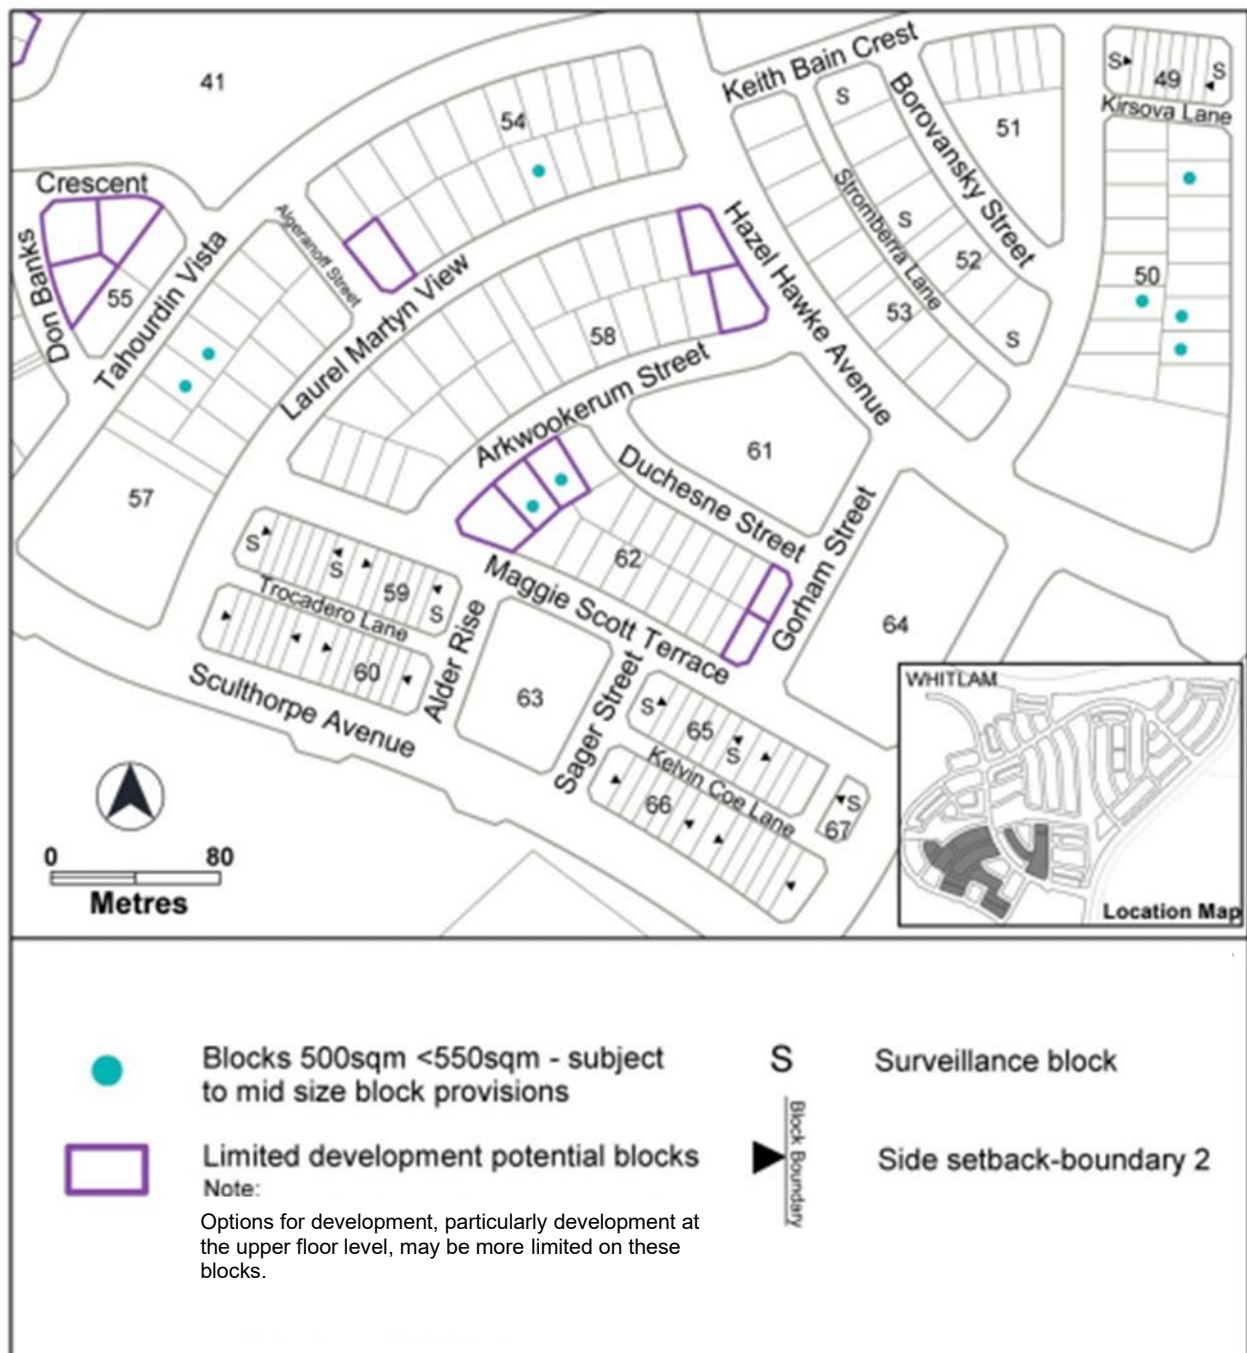 41
54
Keith Bain Crest
Borovansky Street
51
S
S
49
Kirsova Lane
S
Crescent
Don Banks
55
Tahourdin Vista
Algeranoff Street
Laurel Martyn View
Hazel Hawke Avenue
Stromberra Lane
S
52
53
S
50
58
Arkwookerum Street
57
61
Duchesne Street
62
Gorham Street
64
Maggie Scott Terrace
S
S
59
S
Trocadero Lane
60
Sculthorpe Avenue
Alder Rise
63
Sager Street
S
65
S
Kelvin Coe Lane
66
S
67
WHITLAM
Location Map
0 80
Metres
Blocks 500sqm <550sqm - subject
to mid size block provisions
S Surveillance block
Limited development potential blocks
Note:
Options for development, particularly development at
the upper floor level, may be more limited on these
blocks.
Block Boundary
Side setback-boundary 2